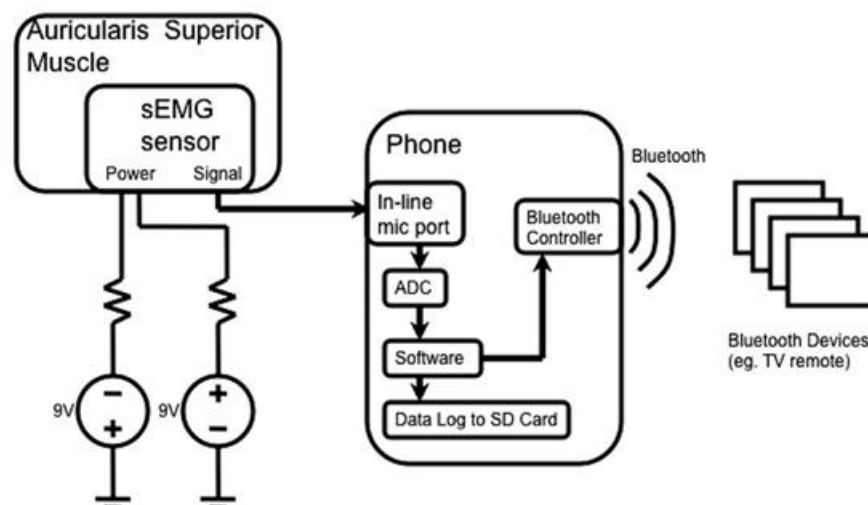 Auricularis Superior
Muscle
sEMG
sensor
Power Signal
Phone
In-line
mic port
ADC
Software
Data Log to SD Card
Bluetooth
Controller
Bluetooth
Bluetooth Devices
(eg. TV remote)
9V
−
+
9V
+
−